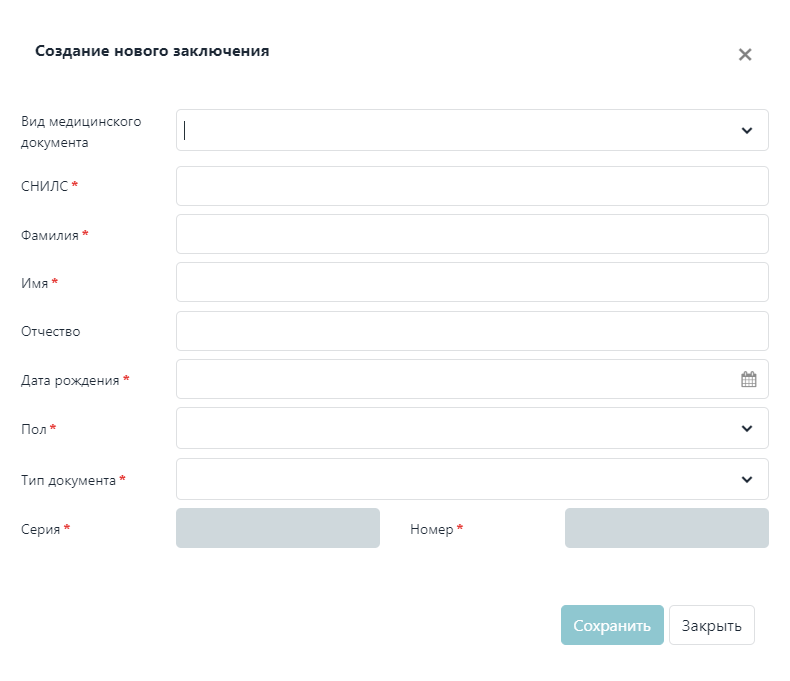 Создание нового заключения
Вид медицинского
документа
СНИЛС *
Фамилия *
Имя *
Отчество
Дата рождения *
Пол *
Тип документа *
Серия * Номер *
Сохранить Закрыть